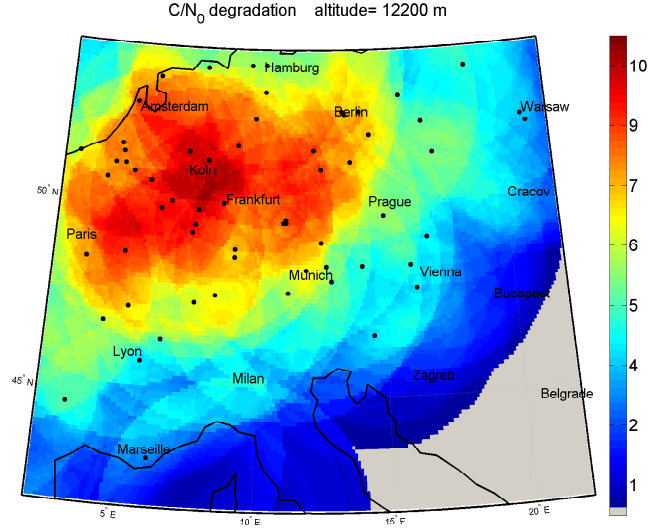 C/N0 degradation altitude= 12200 m
Hamburg
Amsterdam
Berlin
Warsaw
Koln
50° N
Frankfurt
Prague
Cracov
Paris
Munich
Vienna
Budapest
Lyon
45° N
Milan
Zagreb
Belgrade
Marseille
5° E
10° E
15° E
20° E
10
9
8
7
6
5
4
3
2
1